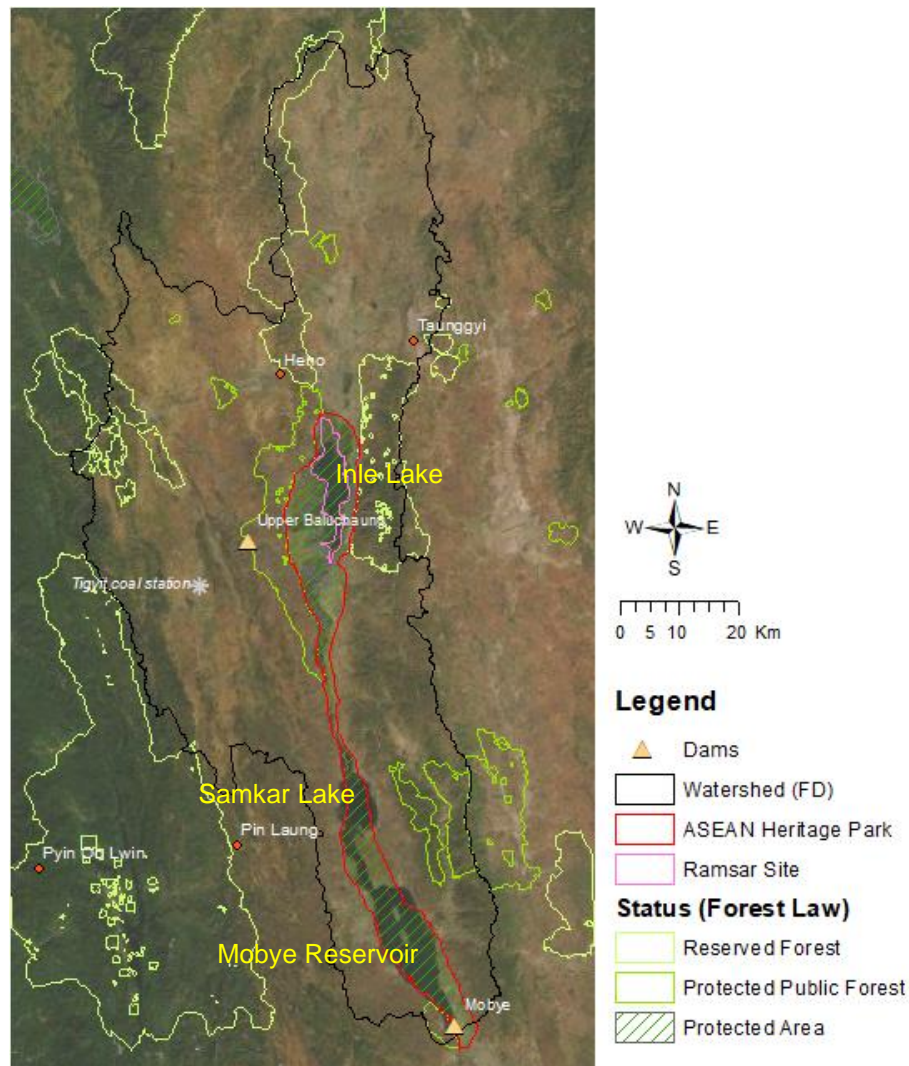 Taunggyi
Heho
Inle Lake
Upper Baluchaung
Tigyit coal station
Samkar Lake
Pin Laung
Pyin Oo Lwin
Mobye Reservoir
Mobye
N
W E
S
0 5 10 20 Km
Legend
Dams
Watershed (FD)
ASEAN Heritage Park
Ramsar Site
Status (Forest Law)
Reserved Forest
Protected Public Forest
Protected Area